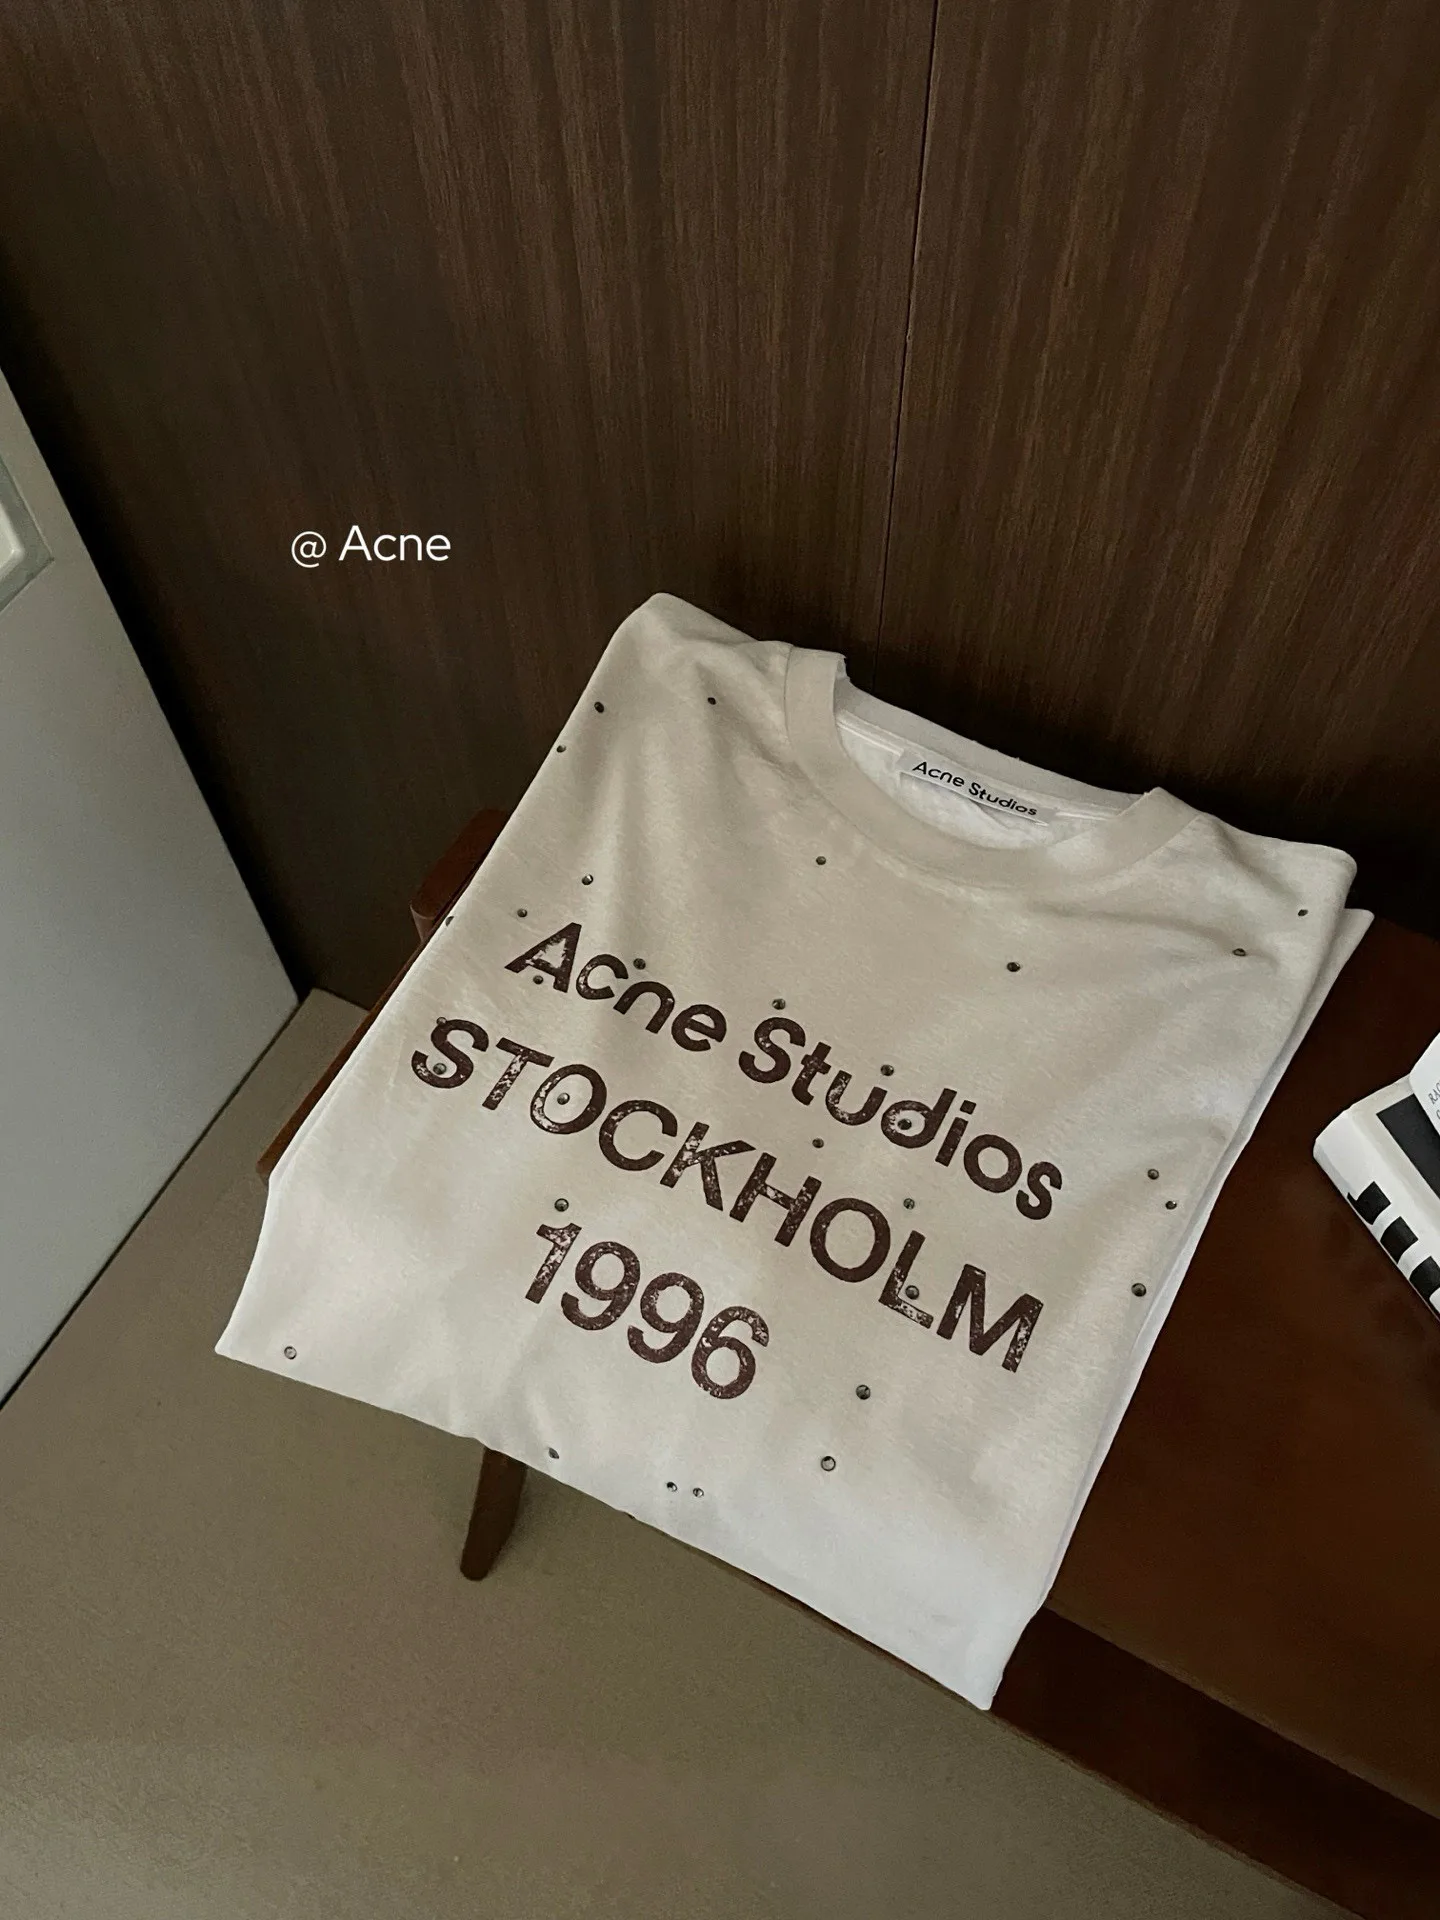 @ Acne
Acne Studios
Acne Studios
STOCKHOLM
1996